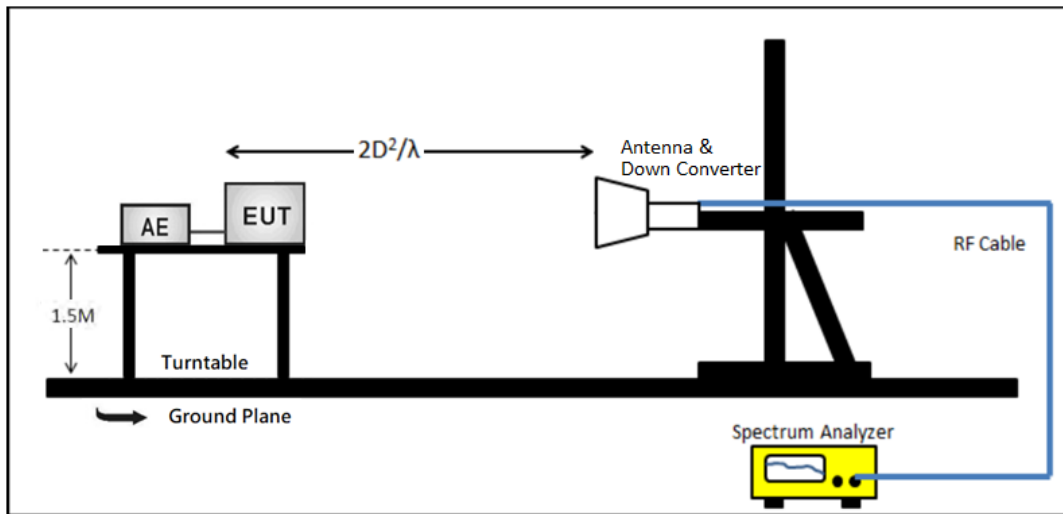 2D²/λ
Antenna &
Down Converter
AE
EUT
RF Cable
1.5M
Turntable
Ground Plane
Spectrum Analyzer